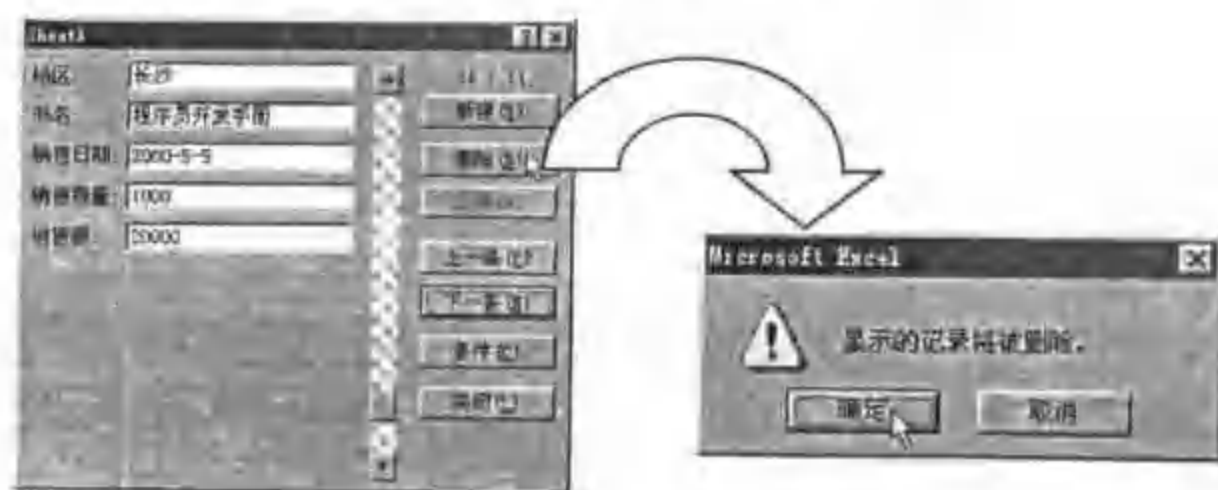 Sheet3
地区: 长沙
书名: 程序员开发手册
销售日期: 2000-5-5
销售数量: 1000
销售额: 20000
新建(W)
删除(D)
上一条(P)
下一条(N)
条件(C)
关闭(L)
Microsoft Excel
显示的记录将被删除。
确定
取消